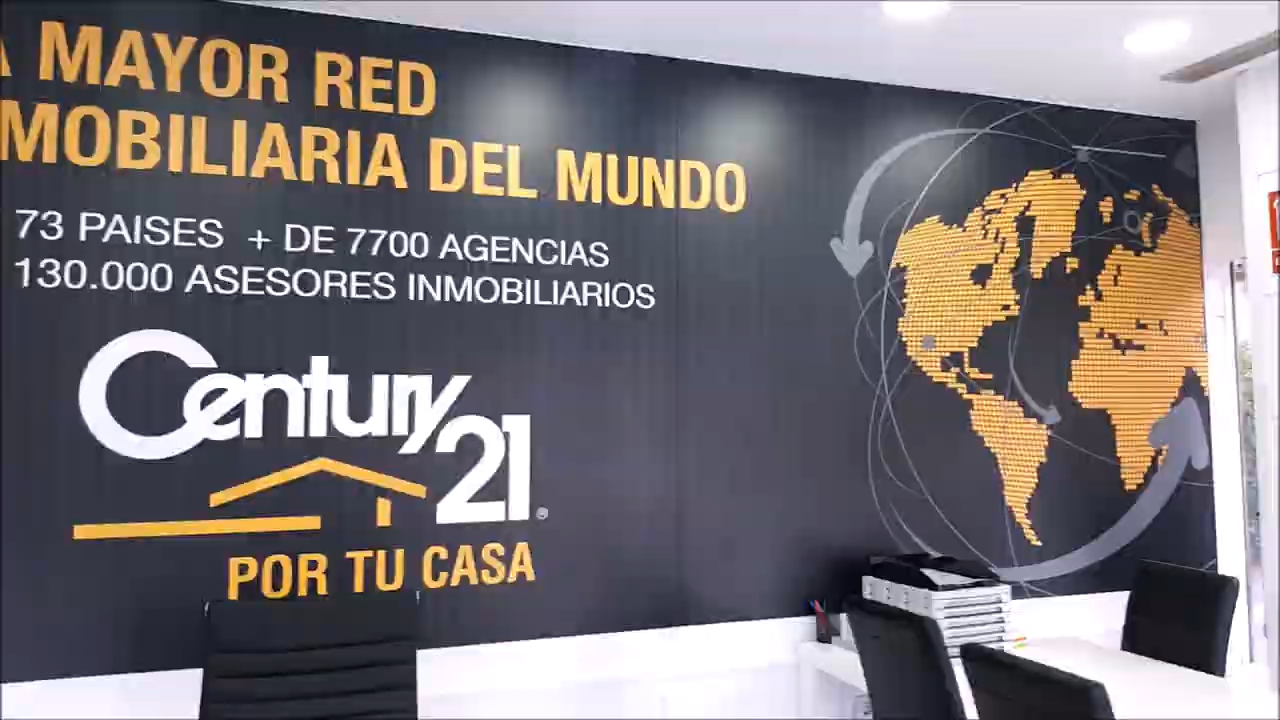 MAYOR RED
MOBILIARIA DEL MUNDO
73 PAISES + DE 7700 AGENCIAS
130.000 ASESORES INMOBILIARIOS
Century 21®
POR TU CASA